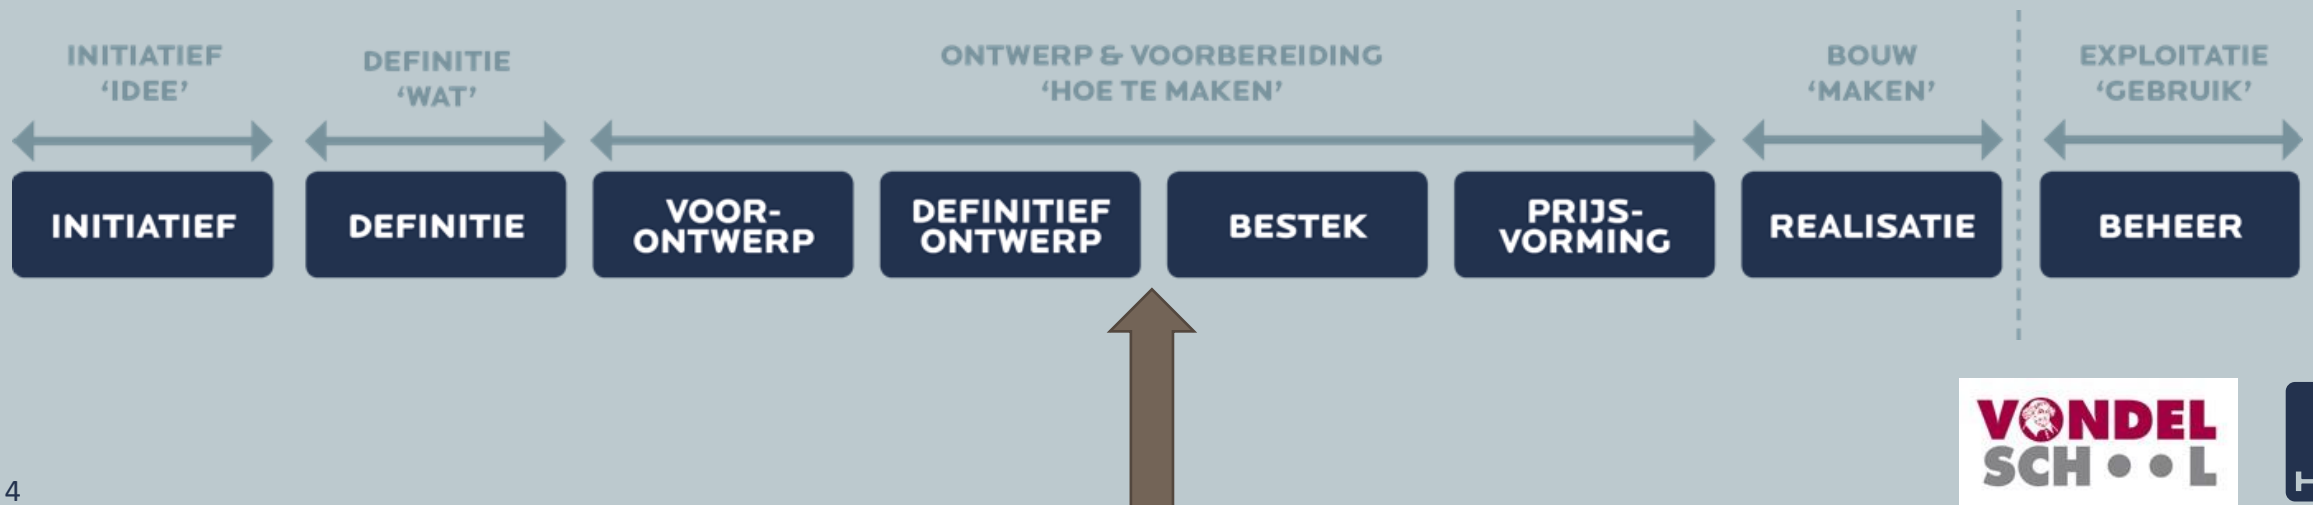 INITIATIEF
‘IDEE’
DEFINITIE
‘WAT’
ONTWERP & VOORBEREIDING
‘HOE TE MAKEN’
BOUW
‘MAKEN’
EXPLOITATIE
‘GEBRUIK’
INITIATIEF
DEFINITIE
VOOR-
ONTWERP
DEFINITIEF
ONTWERP
BESTEK
PRIJS-
VORMING
REALISATIE
BEHEER
VONDEL
SCHOOL
4